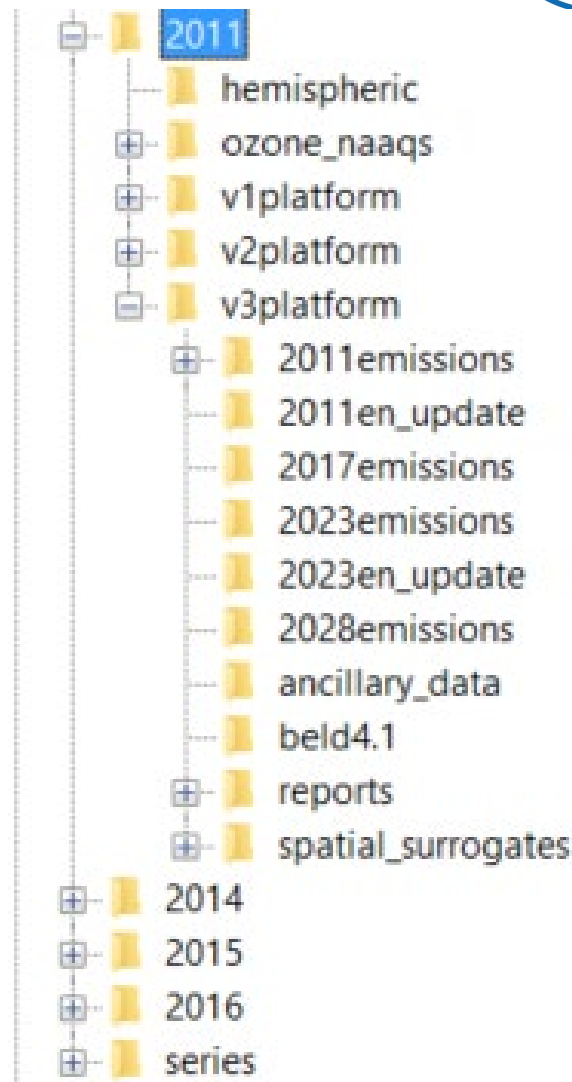 2011
hemispheric
ozone_naaqs
v1platform
v2platform
v3platform
2011emissions
2011en_update
2017emissions
2023emissions
2023en_update
2028emissions
ancillary_data
beld4.1
reports
spatial_surrogates
2014
2015
2016
series